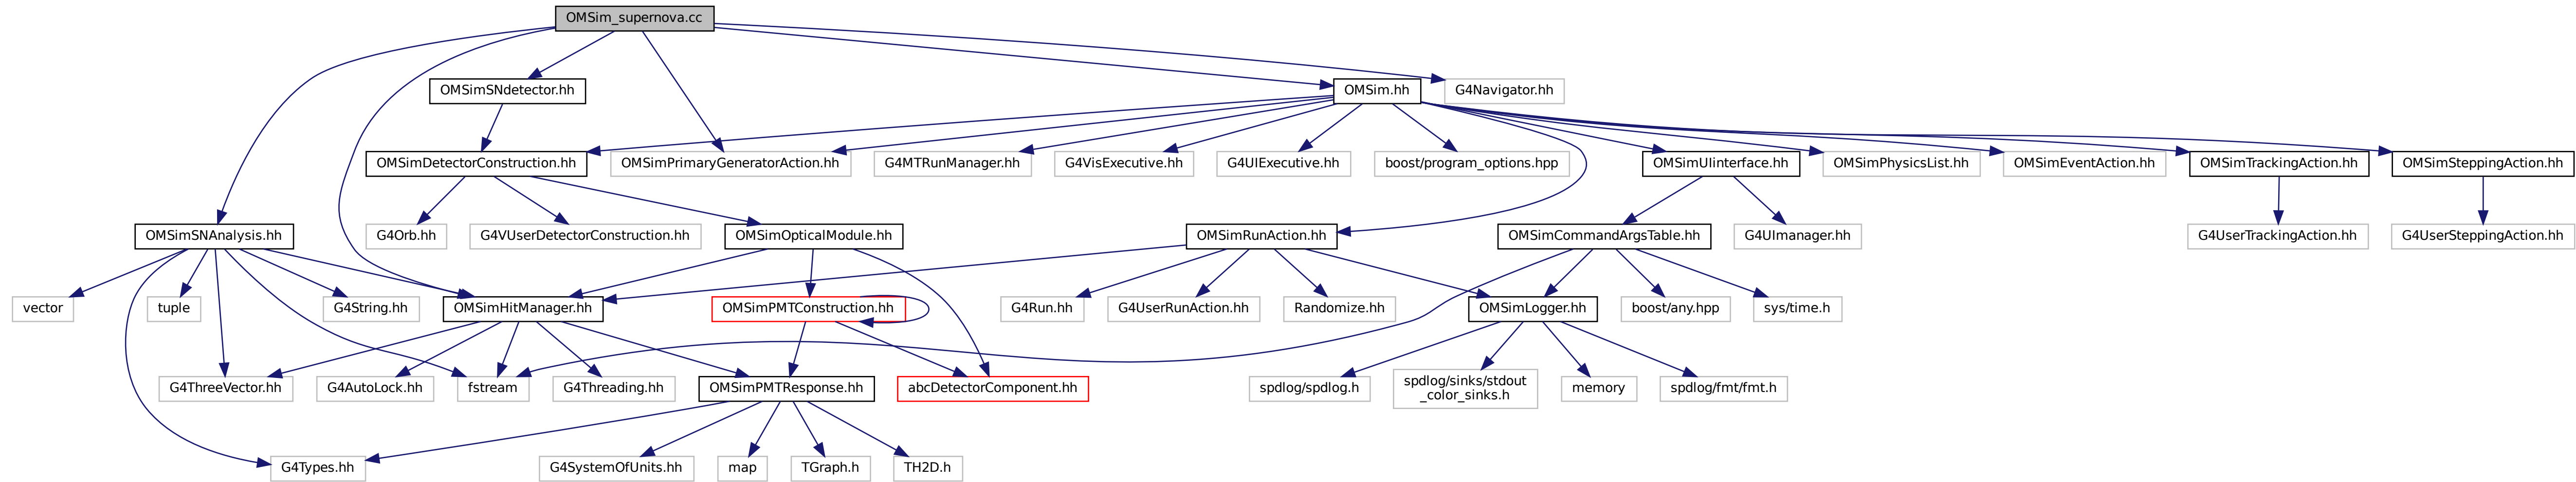 OMSim_supernova.cc
OMSimSNdetector.hh
OMSim.hh
G4Navigator.hh
OMSimDetectorConstruction.hh
OMSimPrimaryGeneratorAction.hh
G4MTRunManager.hh
G4VisExecutive.hh
G4UIExecutive.hh
boost/program_options.hpp
OMSimUIinterface.hh
OMSimPhysicsList.hh
OMSimEventAction.hh
OMSimTrackingAction.hh
OMSimSteppingAction.hh
OMSimSNAnalysis.hh
G4Orb.hh
G4VUserDetectorConstruction.hh
OMSimOpticalModule.hh
OMSimRunAction.hh
OMSimCommandArgsTable.hh
G4UImanager.hh
G4UserTrackingAction.hh
G4UserSteppingAction.hh
vector
tuple
G4String.hh
OMSimHitManager.hh
OMSimPMTConstruction.hh
G4Run.hh
G4UserRunAction.hh
Randomize.hh
OMSimLogger.hh
boost/any.hpp
sys/time.h
G4ThreeVector.hh
G4AutoLock.hh
fstream
G4Threading.hh
OMSimPMTResponse.hh
abcDetectorComponent.hh
spdlog/spdlog.h
spdlog/sinks/stdout
_color_sinks.h
memory
spdlog/fmt/fmt.h
G4Types.hh
G4SystemOfUnits.hh
map
TGraph.h
TH2D.h